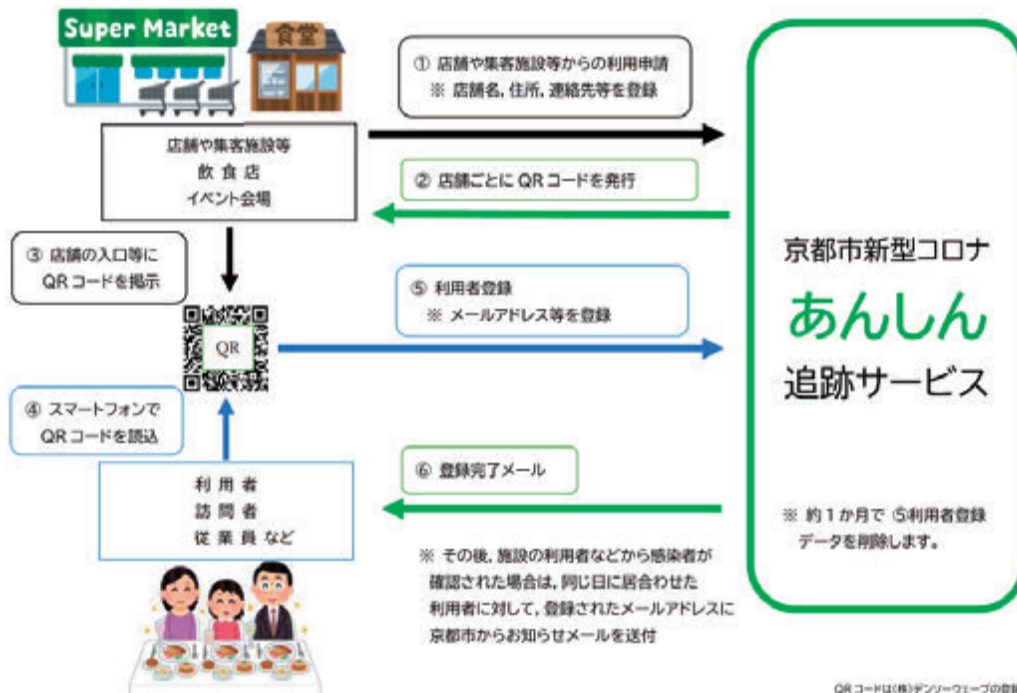 Super Market
食堂
① 店舗や集客施設等からの利用申請
※ 店舗名,住所,連絡先等を登録
店舗や集客施設等
飲食店
イベント会場
② 店舗ごとに QR コードを発行
③ 店舗の入口等に
QR コードを掲示
QR
⑤ 利用者登録
※ メールアドレス等を登録
京都市新型コロナ
あんしん
追跡サービス
④ スマートフォンで
QR コードを読込
利用者
訪問者
従業員 など
⑥ 登録完了メール
※ その後,施設の利用者などから感染者が
確認された場合は,同じ日に居合わせた
利用者に対して,登録されたメールアドレスに
京都市からお知らせメールを送付
※ 約1か月で ⑤利用者登録
データを削除します。
QR コードは(株)デンソーウェーブの登録